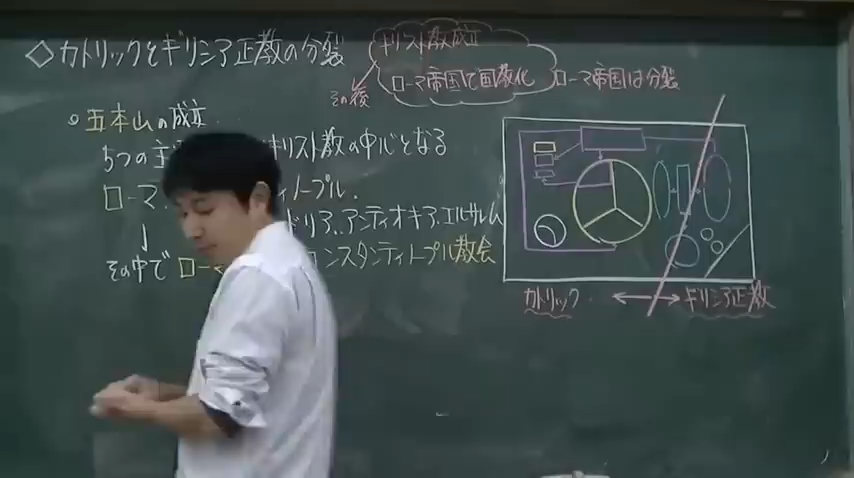 ◇カトリックとギリシア正教の分裂
キリスト教成立
ローマ帝国で国教化
その後
ローマ帝国は分裂
○五本山の成立
5つの主 キリスト教の中心となる
ローマ. ティノープル.
ドリア.アンティオキア.エルサレム
↓
その中で ロー コンスタンティノープル教会
カトリック ←→ ギリシア正教